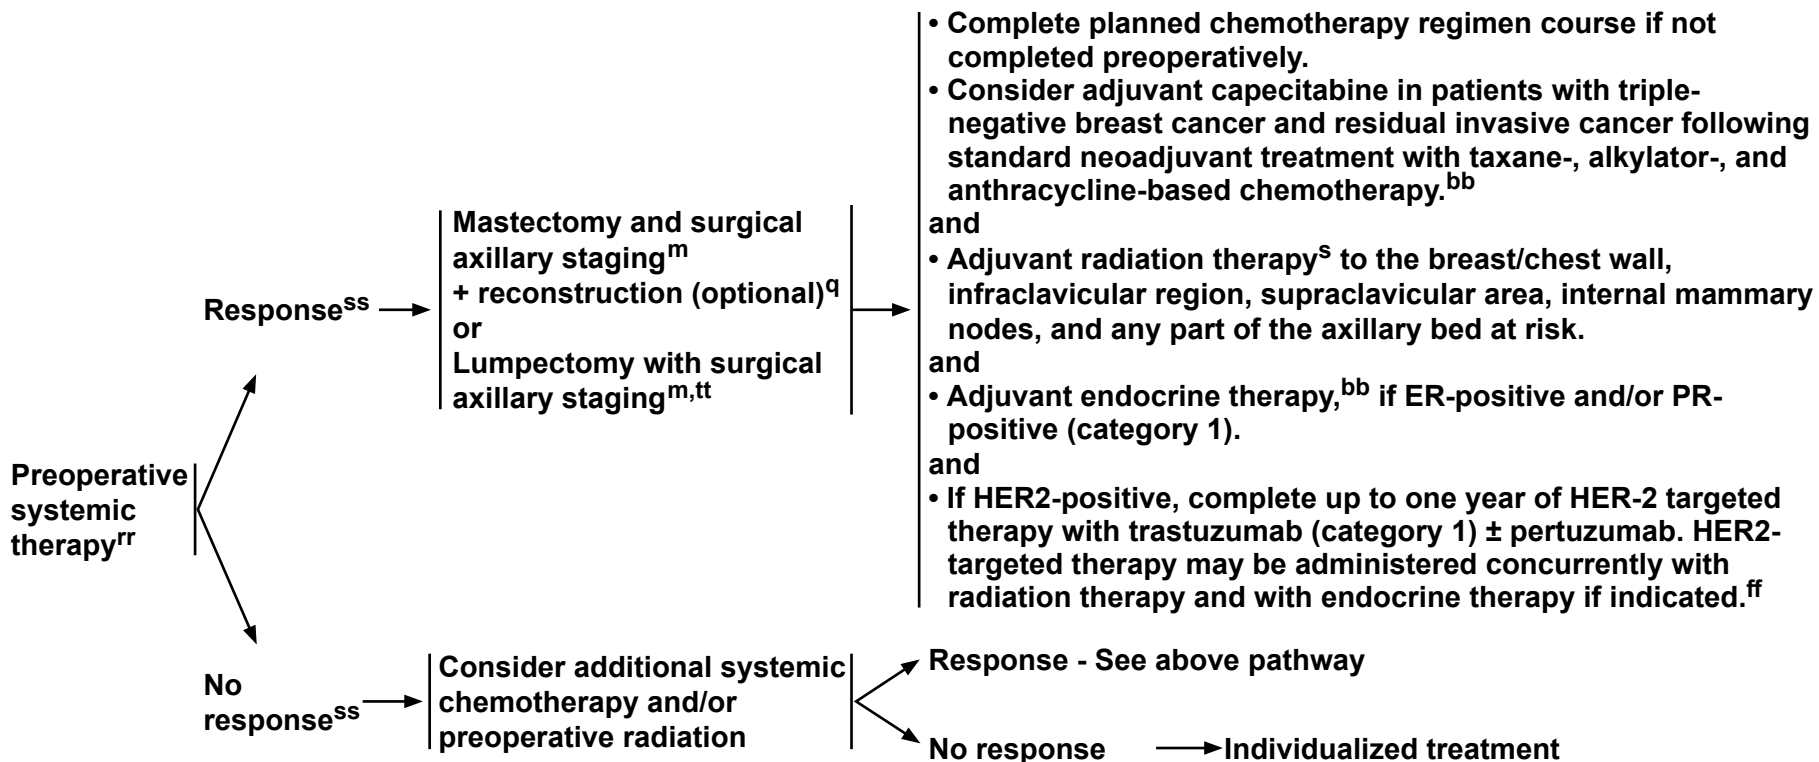 Preoperative
systemic
therapyrr
Responsess
Mastectomy and surgical
axillary stagingm
+ reconstruction (optional)q
or
Lumpectomy with surgical
axillary stagingm,tt
• Complete planned chemotherapy regimen course if not
completed preoperatively.
• Consider adjuvant capecitabine in patients with triple-
negative breast cancer and residual invasive cancer following
standard neoadjuvant treatment with taxane-, alkylator-, and
anthracycline-based chemotherapy.bb
and
• Adjuvant radiation therapys to the breast/chest wall,
infraclavicular region, supraclavicular area, internal mammary
nodes, and any part of the axillary bed at risk.
and
• Adjuvant endocrine therapy,bb if ER-positive and/or PR-
positive (category 1).
and
• If HER2-positive, complete up to one year of HER-2 targeted
therapy with trastuzumab (category 1) ± pertuzumab. HER2-
targeted therapy may be administered concurrently with
radiation therapy and with endocrine therapy if indicated.ff
No
responsess
Consider additional systemic
chemotherapy and/or
preoperative radiation
Response - See above pathway
No response
Individualized treatment